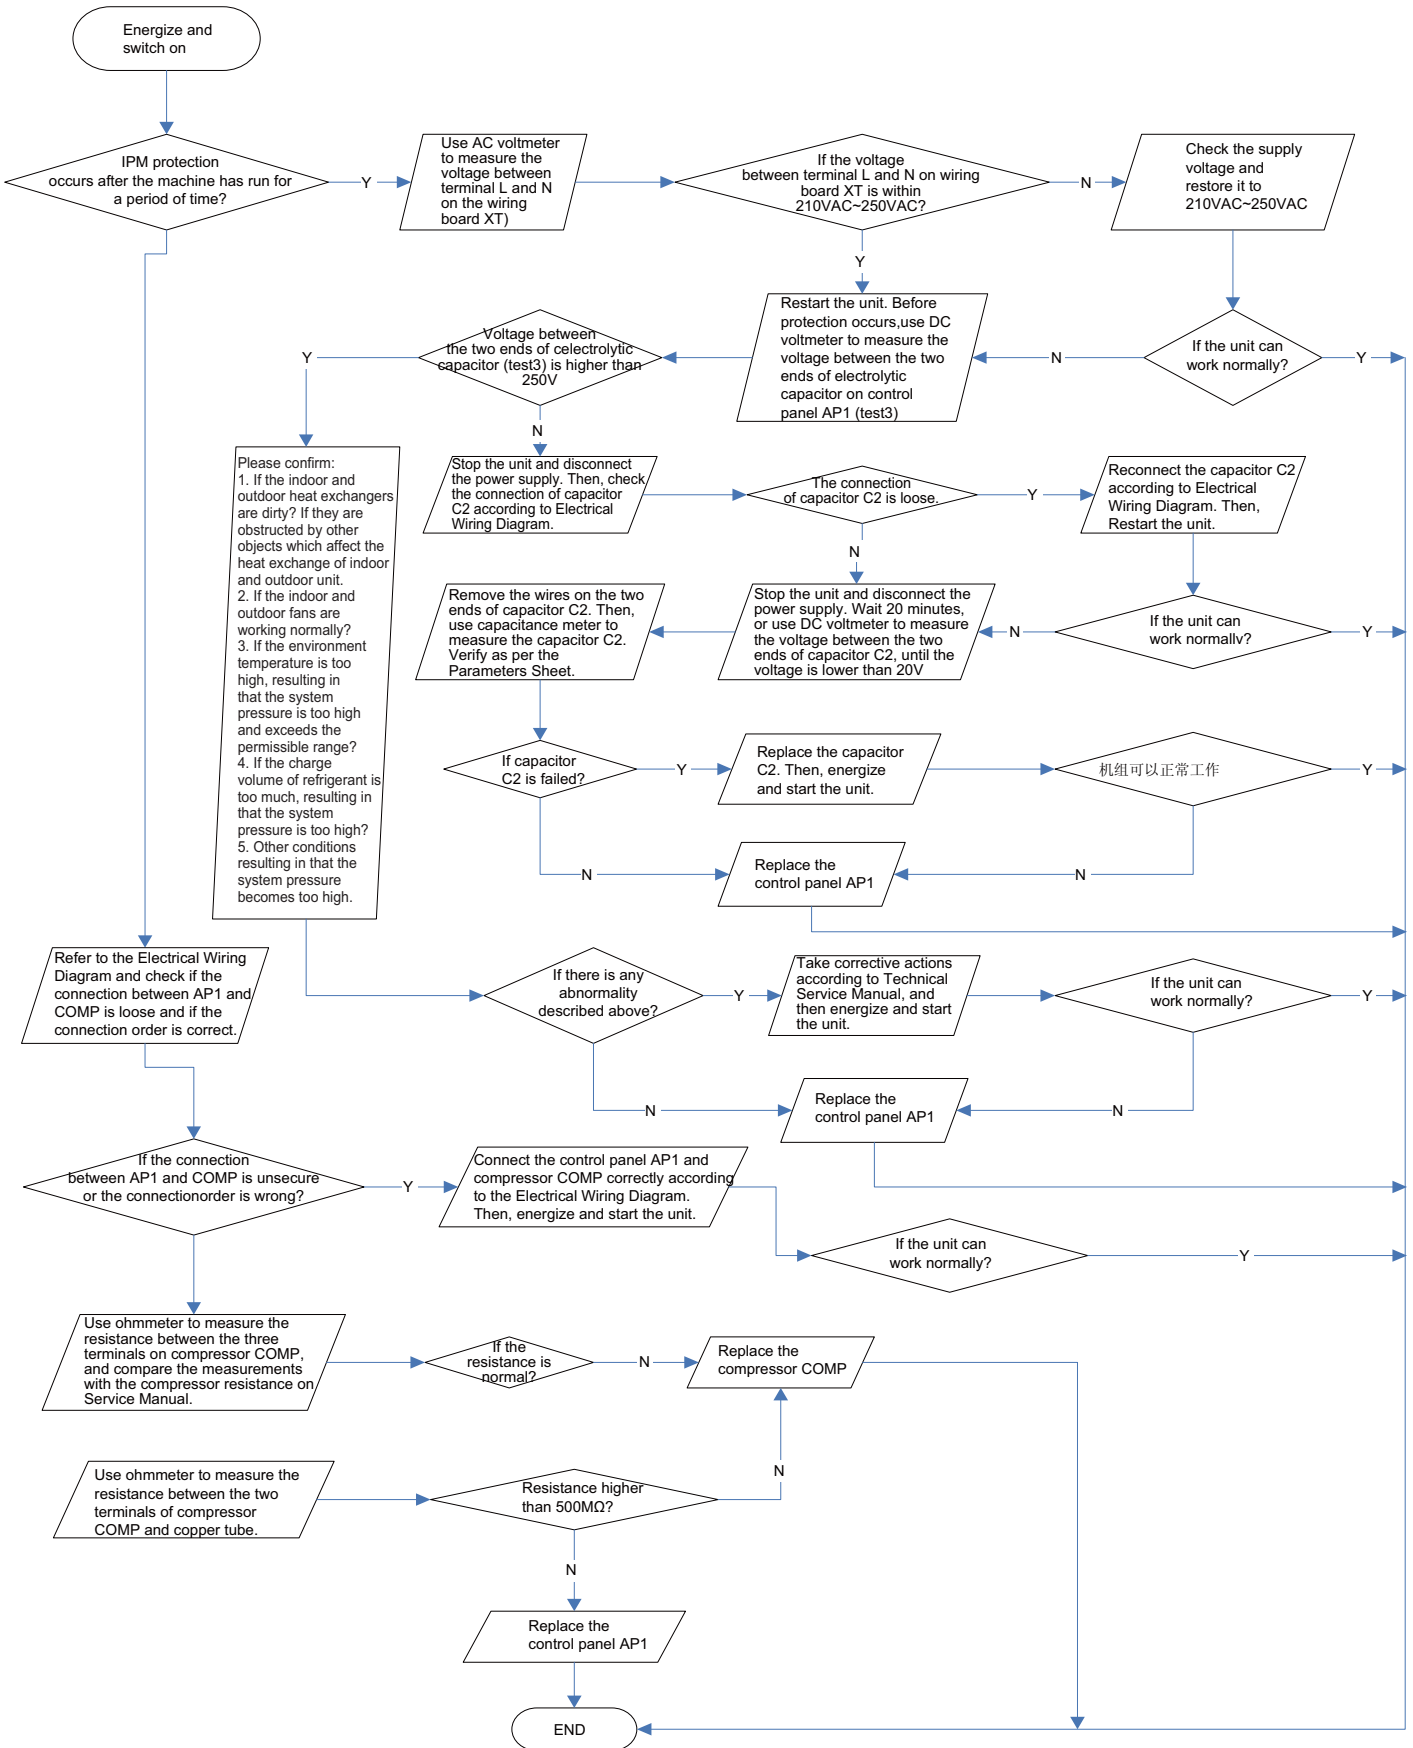 Energize and
switch on
IPM protection
occurs after the machine has run for
a period of time?
Y
Use AC voltmeter
to measure the
voltage between
terminal L and N
on the wiring
board XT)
If the voltage
between terminal L and N on wiring
board XT is within
210VAC~250VAC?
N
Check the supply
voltage and
restore it to
210VAC~250VAC
Y
Restart the unit. Before
protection occurs,use DC
voltmeter to measure the
voltage between the two
ends of electrolytic
capacitor on control
panel AP1 (test3)
Voltage between
the two ends of celectrolytic
capacitor (test3) is higher than
250V
Y
N
If the unit can
work normally?
Y
N
Please confirm:
1. If the indoor and
outdoor heat exchangers
are dirty? If they are
obstructed by other
objects which affect the
heat exchange of indoor
and outdoor unit.
2. If the indoor and
outdoor fans are
working normally?
3. If the environment
temperature is too
high, resulting in
that the system
pressure is too high
and exceeds the
permissible range?
4. If the charge
volume of refrigerant is
too much, resulting in
that the system
pressure is too high?
5. Other conditions
resulting in that the
system pressure
becomes too high.
Stop the unit and disconnect
the power supply. Then, check
the connection of capacitor
C2 according to Electrical
Wiring Diagram.
The connection
of capacitor C2 is loose.
Y
Reconnect the capacitor C2
according to Electrical
Wiring Diagram. Then,
Restart the unit.
N
Remove the wires on the two
ends of capacitor C2. Then,
use capacitance meter to
measure the capacitor C2.
Verify as per the
Parameters Sheet.
Stop the unit and disconnect the
power supply. Wait 20 minutes,
or use DC voltmeter to measure
the voltage between the two
ends of capacitor C2, until the
voltage is lower than 20V
N
If the unit can
work normallv?
Y
If capacitor
C2 is failed?
Y
Replace the capacitor
C2. Then, energize
and start the unit.
机组可以正常工作
Y
N
Replace the
control panel AP1
N
Refer to the Electrical Wiring
Diagram and check if the
connection between AP1 and
COMP is loose and if the
connection order is correct.
If there is any
abnormality
described above?
Y
Take corrective actions
according to Technical
Service Manual, and
then energize and start
the unit.
If the unit can
work normally?
Y
N
Replace the
control panel AP1
N
If the connection
between AP1 and COMP is unsecure
or the connectionorder is wrong?
Y
Connect the control panel AP1 and
compressor COMP correctly according
to the Electrical Wiring Diagram.
Then, energize and start the unit.
If the unit can
work normally?
Y
Use ohmmeter to measure the
resistance between the three
terminals on compressor COMP,
and compare the measurements
with the compressor resistance on
Service Manual.
If the
resistance is
normal?
N
Replace the
compressor COMP
Use ohmmeter to measure the
resistance between the two
terminals of compressor
COMP and copper tube.
Resistance higher
than 500MΩ?
N
N
Replace the
control panel AP1
END